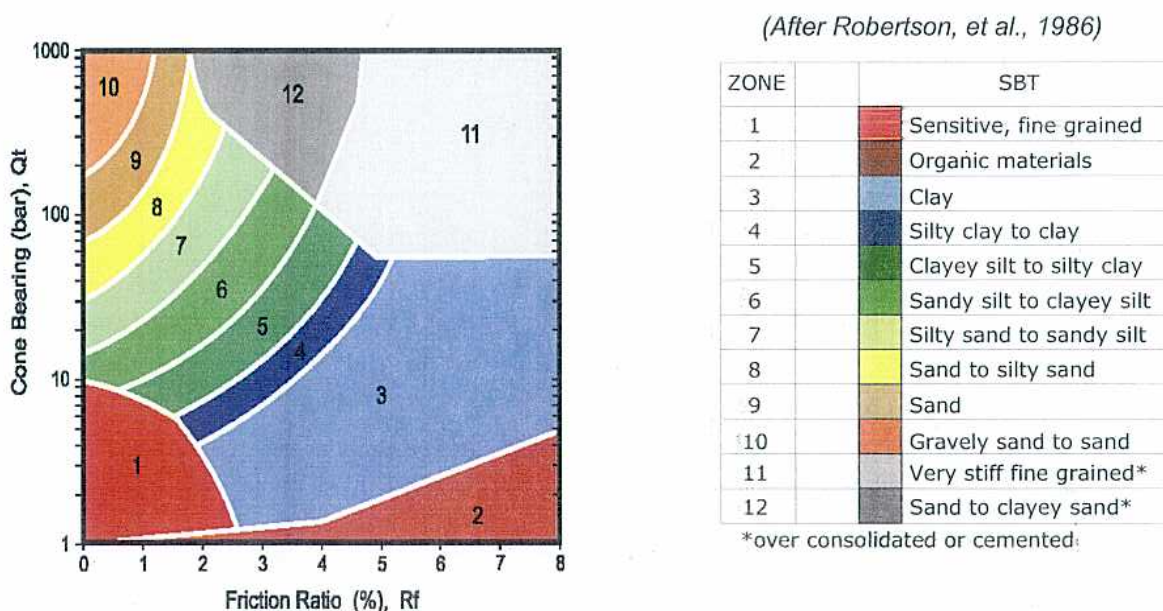 (After Robertson, et al., 1986)
1000
100
10
1
Cone Bearing (bar), Qt
10
12
11
9
8
7
6
5
4
3
1
2
0 1 2 3 4 5 6 7 8
Friction Ratio (%), Rf
ZONE SBT
1 Sensitive, fine grained
2 Organic materials
3 Clay
4 Silty clay to clay
5 Clayey silt to silty clay
6 Sandy silt to clayey silt
7 Silty sand to sandy silt
8 Sand to silty sand
9 Sand
10 Gravely sand to sand
11 Very stiff fine grained*
12 Sand to clayey sand*
*over consolidated or cemented